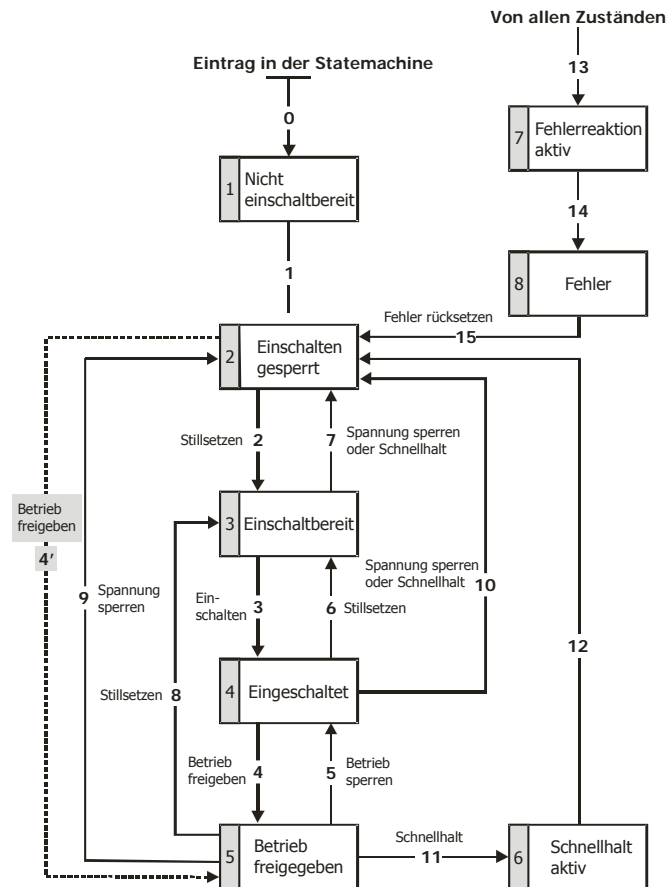 Von allen Zuständen
Eintrag in der Statemachine
13
0
7
Fehlerreaktion
aktiv
1
Nicht
einschaltbereit
14
1
8
Fehler
Fehler rücksetzen
15
2
Einschalten
gesperrt
Stillsetzen
2
7
Spannung sperren
oder Schnellhalt
3
Einschaltbereit
Betrieb
freigeben
4’
9
Spannung
sperren
Ein-
schalten
3
6
Stillsetzen
Spannung sperren
oder Schnellhalt
10
12
Stillsetzen
8
4
Eingeschaltet
Betrieb
freigeben
4
5
Betrieb
sperren
5
Betrieb
freigegeben
Schnellhalt
11
6
Schnellhalt
aktiv